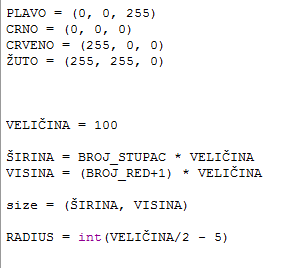 PLAVO = (0, 0, 255)
CRNO = (0, 0, 0)
CRVENO = (255, 0, 0)
ŽUTO = (255, 255, 0)
VELIČINA = 100
ŠIRINA = BROJ_STUPAC * VELIČINA
VISINA = (BROJ_RED+1) * VELIČINA
size = (ŠIRINA, VISINA)
RADIUS = int(VELIČINA/2 - 5)